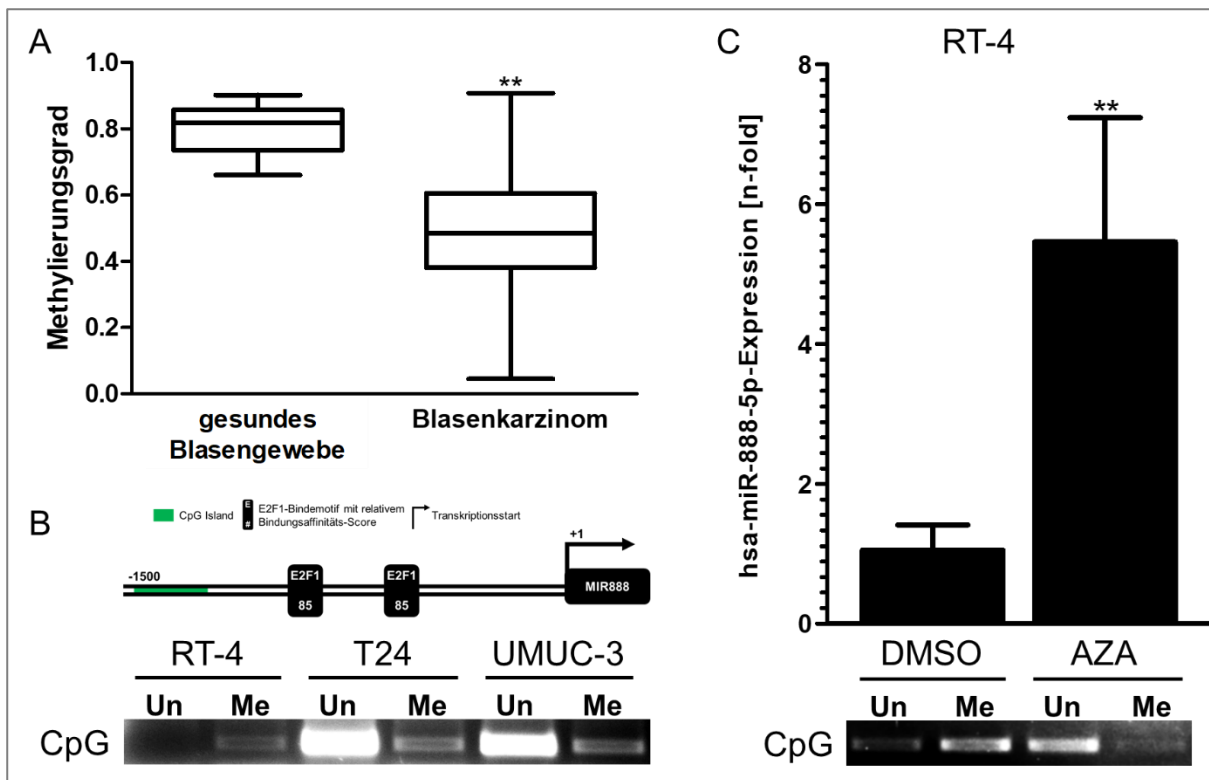 A
Methylierungsgrad
1.0
0.8
0.6
0.4
0.2
0.0
**
gesundes
Blasengewebe
Blasenkarzinom
B
CpG Island
E
#
E2F1-Bindemotif mit relativem
Bindungsaffinitäts-Score
Transkriptionsstart
-1500
E2F1
85
E2F1
85
+1
MIR888
RT-4 T24 UMUC-3
Un Me Un Me Un Me
CpG
C
RT-4
hsa-miR-888-5p-Expression [n-fold]
8
6
4
2
0
**
DMSO AZA
Un Me Un Me
CpG